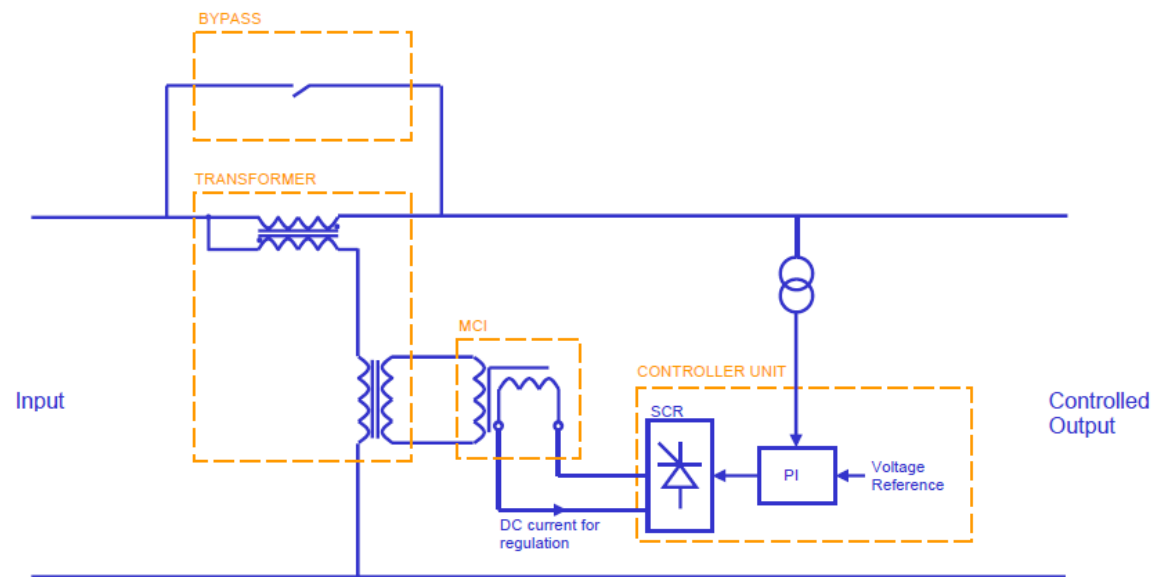 BYPASS
TRANSFORMER
MCI
CONTROLLER UNIT
Input
SCR
Controlled
Output
PI
Voltage
Reference
DC current for
regulation